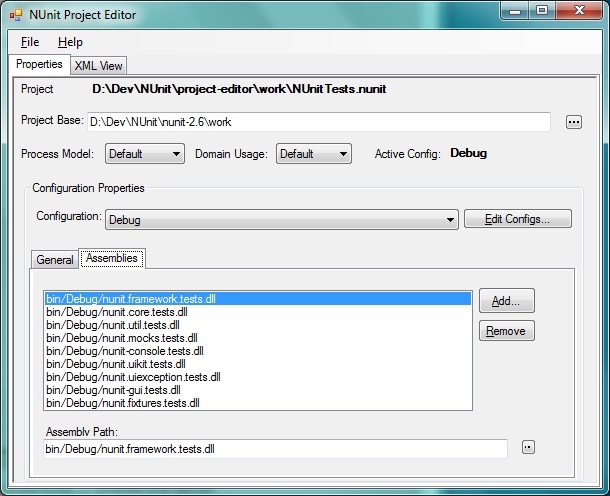 NUnit Project Editor
File Help
Properties XML View
Project D:\Dev\NUnit\project-editor\work\NUnitTests.nunit
Project Base: D:\Dev\NUnit\nunit-2.6\work ...
Process Model: Default Domain Usage: Default Active Config: Debug
Configuration Properties
Configuration: Debug Edit Configs...
General Assemblies
bin/Debug/nunit.framework.tests.dll Add...
bin/Debug/nunit.core.tests.dll
bin/Debug/nunit.util.tests.dll Remove
bin/Debug/nunit.mocks.tests.dll
bin/Debug/nunit-console.tests.dll
bin/Debug/nunit.uikit.tests.dll
bin/Debug/nunit.uiexception.tests.dll
bin/Debug/nunit-gui.tests.dll
bin/Debug/nunit.fixtures.tests.dll
Assembly Path:
bin/Debug/nunit.framework.tests.dll ...